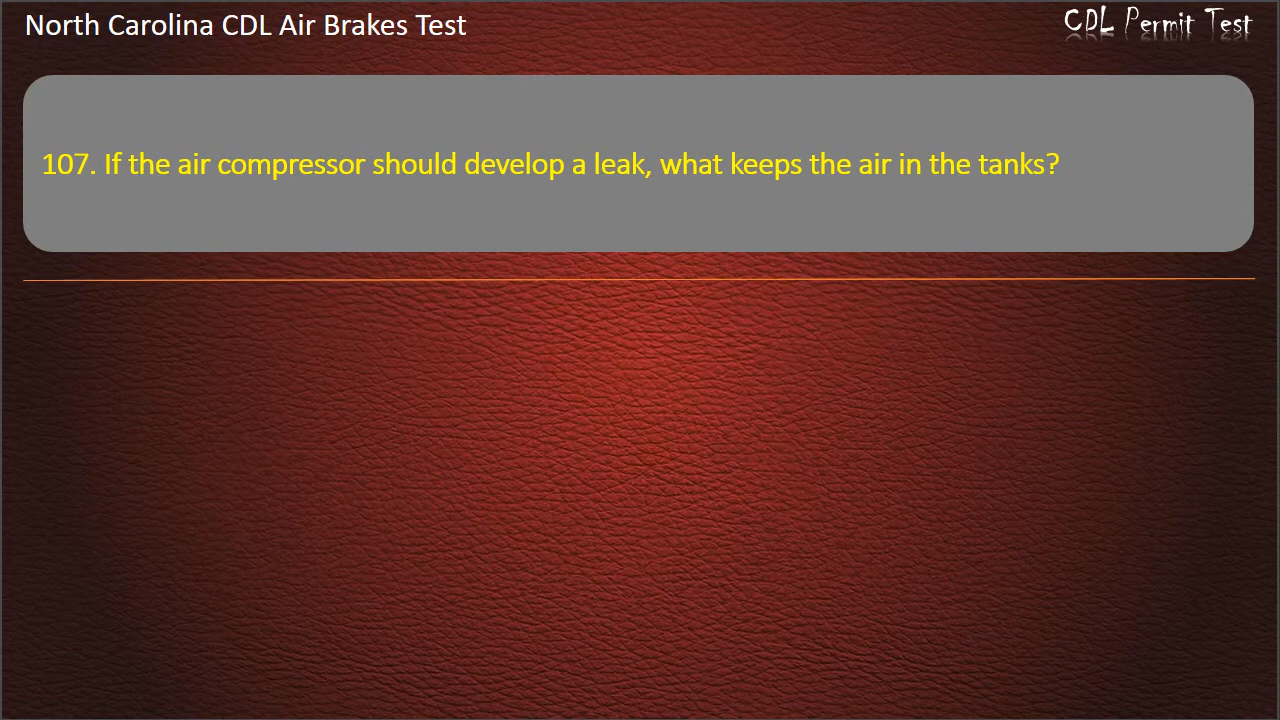 North Carolina CDL Air Brakes Test
CDL Permit Test
107. If the air compressor should develop a leak, what keeps the air in the tanks?